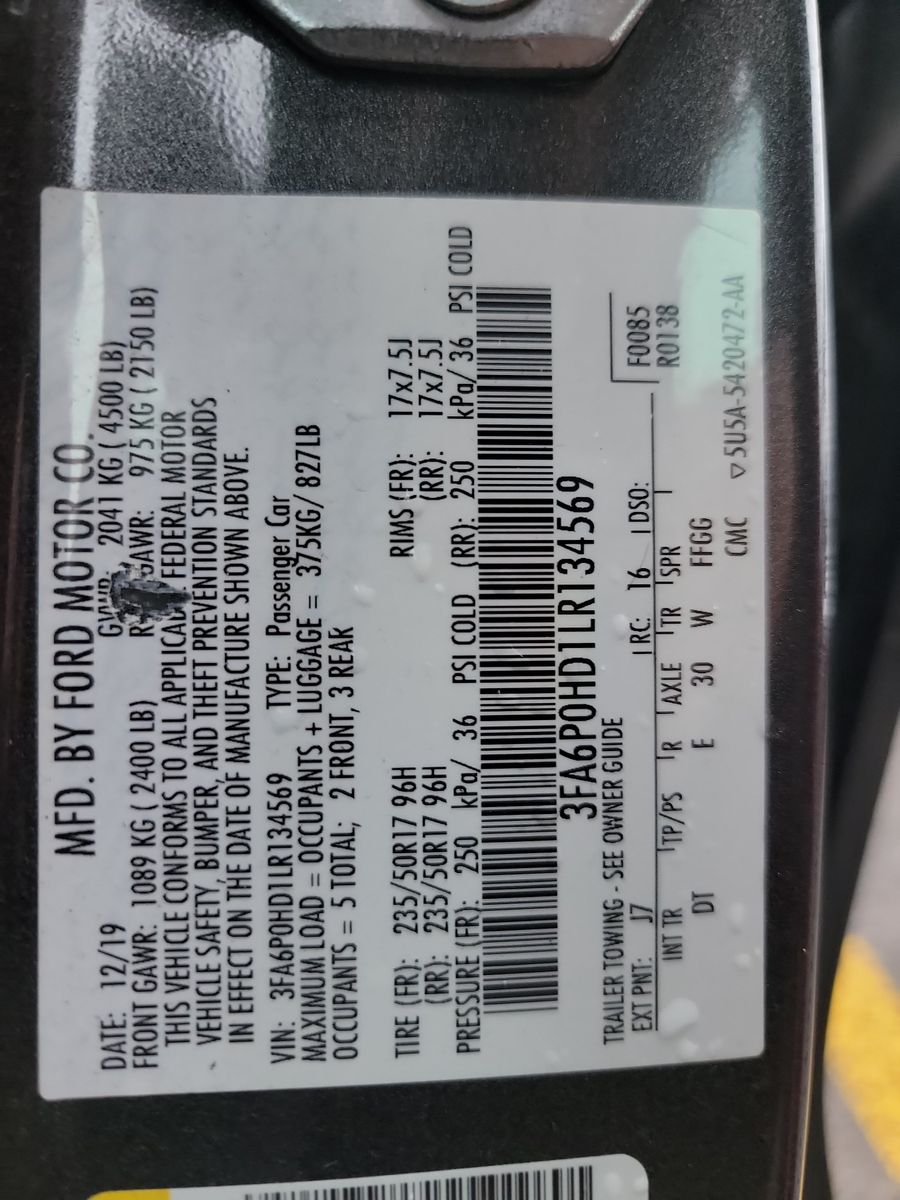 MFD. BY FORD MOTOR CO.
DATE: 12/19 GVWR: 2041 KG ( 4500 LB)
FRONT GAWR: 1089 KG ( 2400 LB) GAWR: 975 KG ( 2150 LB)
THIS VEHICLE CONFORMS TO ALL FEDERAL MOTOR
VEHICLE SAFETY, BUMPER, AND THEFT PREVENTION STANDARDS
IN EFFECT ON THE DATE OF MANUFACTURE SHOWN ABOVE.
VIN: 3FA6P0HD1LR134569 TYPE: Passenger Car
MAXIMUM LOAD = OCCUPANTS + LUGGAGE = 375KG/ 827LB
OCCUPANTS = 5 TOTAL; 2 FRONT, 3 REAR
TIRE (FR): 235/50R17 96H RIMS (FR): 17x7.5J
(RR): 235/50R17 96H (RR): 17x7.5J
PRESSURE (FR): 250 kPa/ 36 PSI COLD (RR): 250 kPa/ 36 PSI COLD
3FA6P0HD1LR134569
TRAILER TOWING - SEE OWNER GUIDE F0085
EXT PNT: J7 RC: 16 DSO: R0138
INT TR TP/PS R AXLE TR SPR
DT E 30 W FFGG
CMC ▽5U5A-5420472-AA